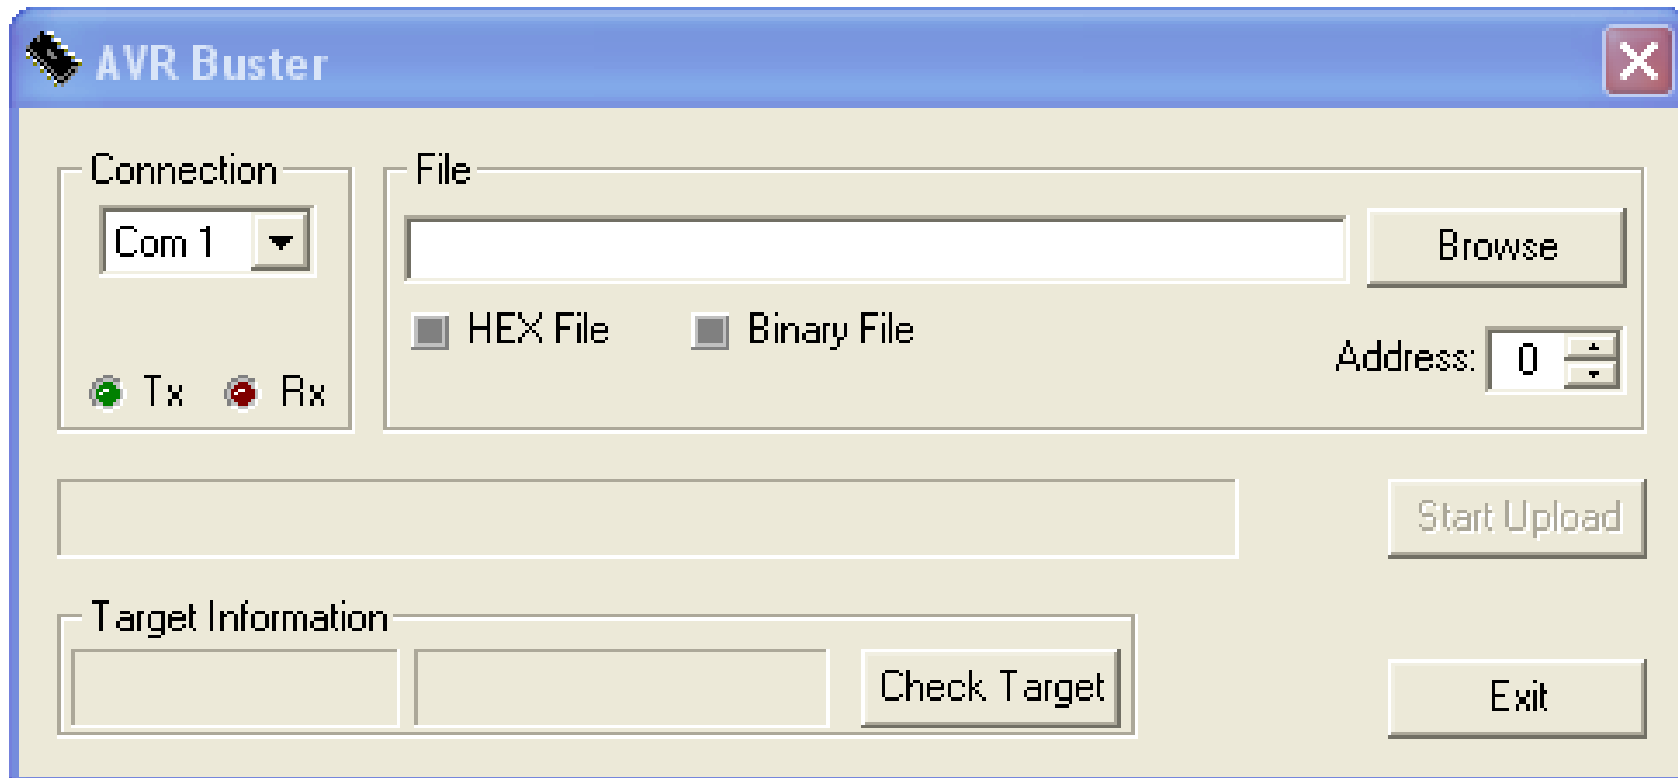 AVR Buster
Connection
File
Com 1
Browse
HEX File
Binary File
Address: 0
Tx
Rx
Start Upload
Target Information
Check Target
Exit